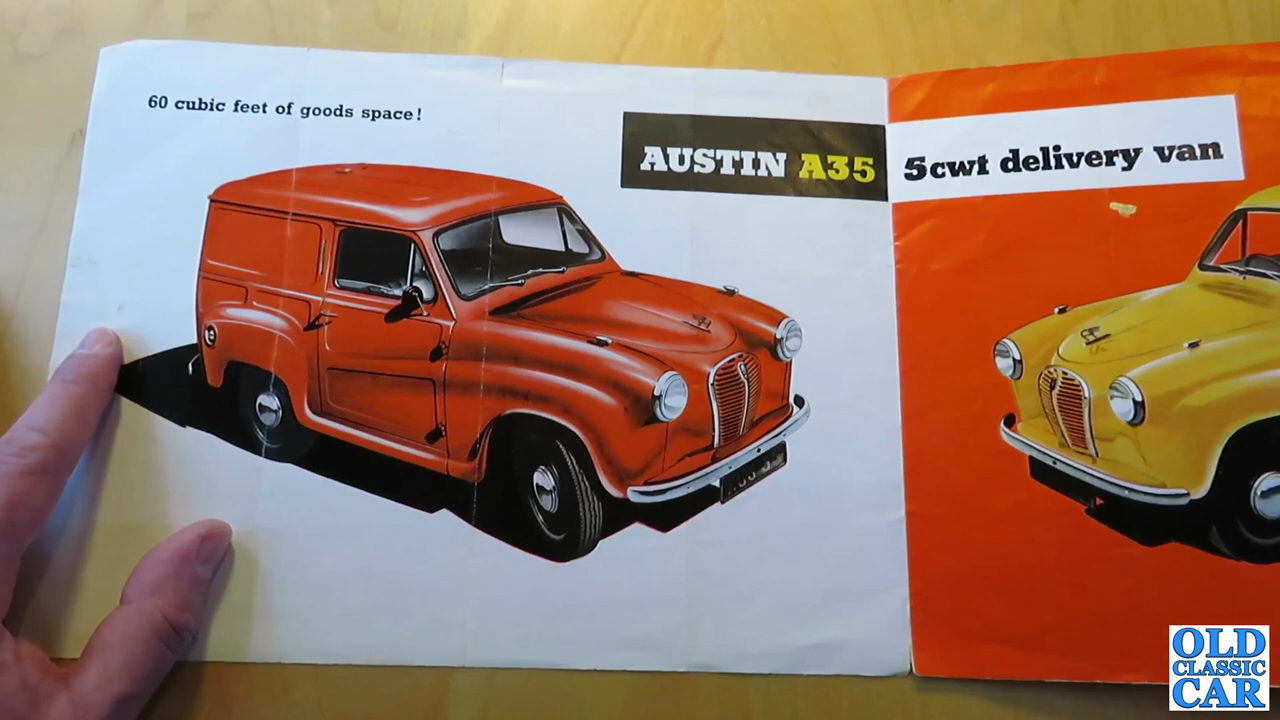 60 cubic feet of goods space!
AUSTIN A35
5cwt delivery van
OLD
CLASSIC
CAR